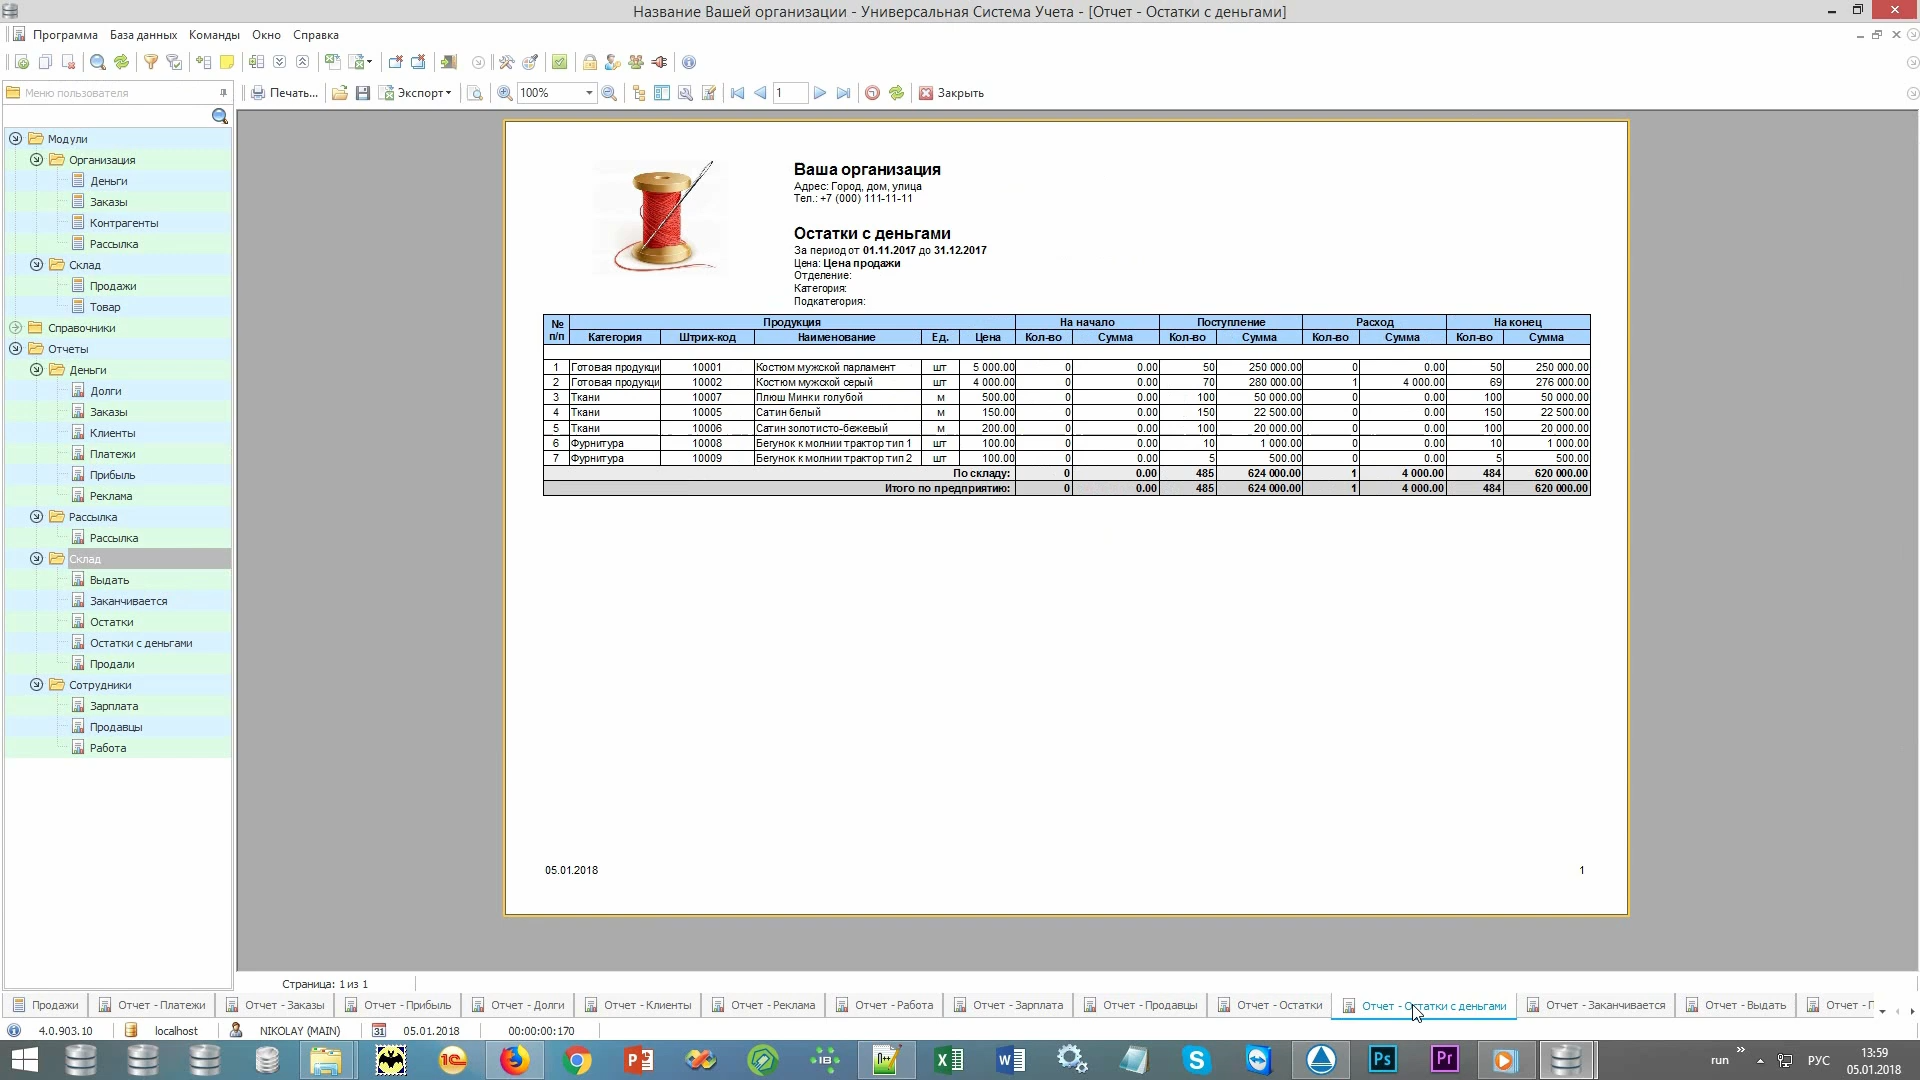 Название Вашей организации - Универсальная Система Учета - [Отчет - Остатки с деньгами]
Программа База данных Команды Окно Справка
Меню пользователя
Печать... Экспорт 100% 1 Закрыть
Модули
Организация
Деньги
Заказы
Контрагенты
Рассылка
Склад
Продажи
Товар
Справочники
Отчеты
Деньги
Долги
Заказы
Клиенты
Платежи
Прибыль
Реклама
Рассылка
Рассылка
Склад
Выдать
Заканчивается
Остатки
Остатки с деньгами
Продали
Сотрудники
Зарплата
Продавцы
Работа
Ваша организация
Адрес: Город, дом, улица
Тел.: +7 (000) 111-11-11
Остатки с деньгами
За период от 01.11.2017 до 31.12.2017
Цена: Цена продажи
Отделение:
Категория:
Подкатегория:
№ п/п Продукция На начало Поступление Расход На конец
Категория Штрих-код Наименование Ед. Цена Кол-во Сумма Кол-во Сумма Кол-во Сумма Кол-во Сумма
1 Готовая продукци 10001 Костюм мужской парламент шт 5 000.00 0 0.00 50 250 000.00 0 0.00 50 250 000.00
2 Готовая продукци 10002 Костюм мужской серый шт 4 000.00 0 0.00 70 280 000.00 1 4 000.00 69 276 000.00
3 Ткани 10007 Плюш Минки голубой м 500.00 0 0.00 100 50 000.00 0 0.00 100 50 000.00
4 Ткани 10005 Сатин белый м 150.00 0 0.00 150 22 500.00 0 0.00 150 22 500.00
5 Ткани 10006 Сатин золотисто-бежевый м 200.00 0 0.00 100 20 000.00 0 0.00 100 20 000.00
6 Фурнитура 10008 Бегунок к молнии трактор тип 1 шт 100.00 0 0.00 10 1 000.00 0 0.00 10 1 000.00
7 Фурнитура 10009 Бегунок к молнии трактор тип 2 шт 100.00 0 0.00 5 500.00 0 0.00 5 500.00
По складу: 0 0.00 485 624 000.00 1 4 000.00 484 620 000.00
Итого по предприятию: 0 0.00 485 624 000.00 1 4 000.00 484 620 000.00
05.01.2018 1
Страница: 1 из 1
Продажи Отчет - Платежи Отчет - Заказы Отчет - Прибыль Отчет - Долги Отчет - Клиенты Отчет - Реклама Отчет - Работа Отчет - Зарплата Отчет - Продавцы Отчет - Остатки Отчет - Остатки с деньгами Отчет - Заканчивается Отчет - Выдать Отчет - П
4.0.903.10 localhost NIKOLAY (MAIN) 31 05.01.2018 00:00:00:170
run РУС 13:59
05.01.2018